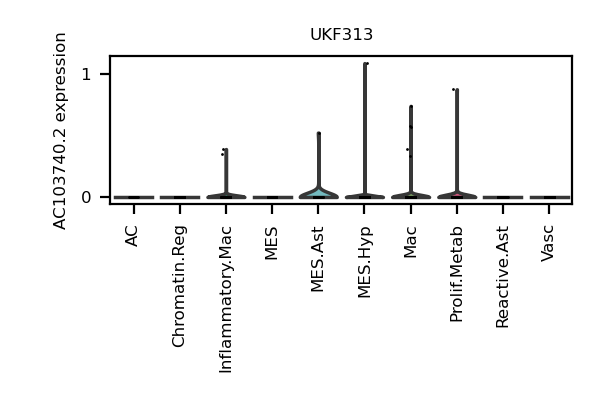 UKF313
AC103740.2 expression
1
0
AC
Chromatin.Reg
Inflammatory.Mac
MES
MES.Ast
MES.Hyp
Mac
Prolif.Metab
Reactive.Ast
Vasc